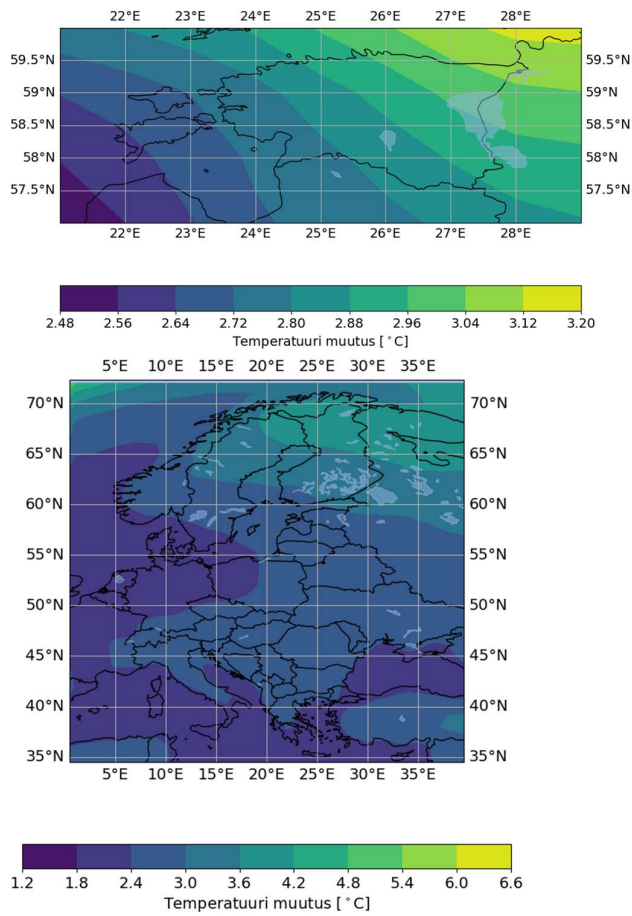 22°E 23°E 24°E 25°E 26°E 27°E 28°E
59.5°N 59.5°N
59°N 59°N
58.5°N 58.5°N
58°N 58°N
57.5°N 57.5°N
22°E 23°E 24°E 25°E 26°E 27°E 28°E
2.48 2.56 2.64 2.72 2.80 2.88 2.96 3.04 3.12 3.20
Temperatuuri muutus [°C]
5°E 10°E 15°E 20°E 25°E 30°E 35°E
70°N 70°N
65°N 65°N
60°N 60°N
55°N 55°N
50°N 50°N
45°N 45°N
40°N 40°N
35°N 35°N
5°E 10°E 15°E 20°E 25°E 30°E 35°E
1.2 1.8 2.4 3.0 3.6 4.2 4.8 5.4 6.0 6.6
Temperatuuri muutus [°C]